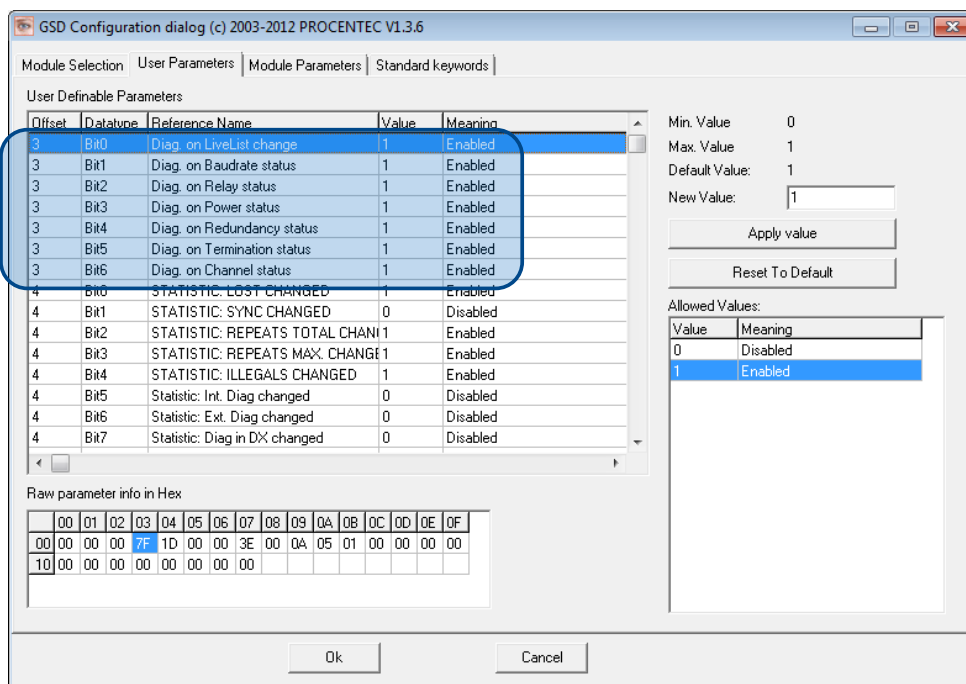 GSD Configuration dialog (c) 2003-2012 PROCENTEC V1.3.6
Module Selection User Parameters Module Parameters Standard keywords
User Definable Parameters
Offset Datatype Reference Name Value Meaning
3 Bit0 Diag. on LiveList change 1 Enabled
3 Bit1 Diag. on Baudrate status 1 Enabled
3 Bit2 Diag. on Relay status 1 Enabled
3 Bit3 Diag. on Power status 1 Enabled
3 Bit4 Diag. on Redundancy status 1 Enabled
3 Bit5 Diag. on Termination status 1 Enabled
3 Bit6 Diag. on Channel status 1 Enabled
4 Bit0 STATISTIC: LOST CHANGED 1 Enabled
4 Bit1 STATISTIC: SYNC CHANGED 0 Disabled
4 Bit2 STATISTIC: REPEATS TOTAL CHAN 1 Enabled
4 Bit3 STATISTIC: REPEATS MAX. CHANGE 1 Enabled
4 Bit4 STATISTIC: ILLEGALS CHANGED 1 Enabled
4 Bit5 Statistic: Int. Diag changed 0 Disabled
4 Bit6 Statistic: Ext. Diag changed 0 Disabled
4 Bit7 Statistic: Diag in DX changed 0 Disabled
Min. Value 0
Max. Value 1
Default Value: 1
New Value: 1
Apply value
Reset To Default
Allowed Values:
Value Meaning
0 Disabled
1 Enabled
Raw parameter info in Hex
00 01 02 03 04 05 06 07 08 09 0A 0B 0C 0D 0E 0F
00 00 00 00 7F 1D 00 00 3E 00 0A 05 01 00 00 00 00
10 00 00 00 00 00 00 00 00
Ok Cancel